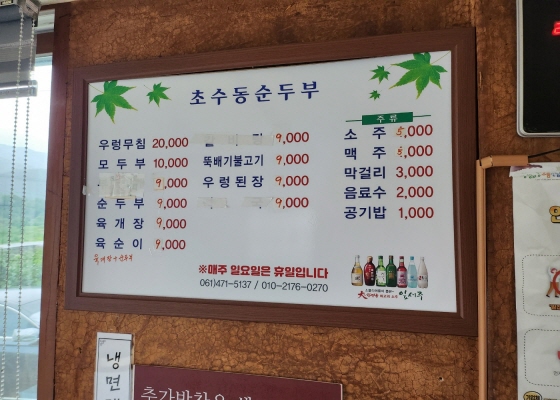 초수동순두부
우렁무침 20,000
모두부 10,000
9,000
순두부 9,000
육개장 9,000
육순이 9,000
9,000
뚝배기불고기 9,000
우렁된장 9,000
9,000
주류
소주 5,000
맥주 5,000
막걸리 3,000
음료수 2,000
공기밥 1,000
※매주 일요일은 휴일입니다
061)471-5137 / 010-2176-0270
잎새주
냉면
추가반찬은